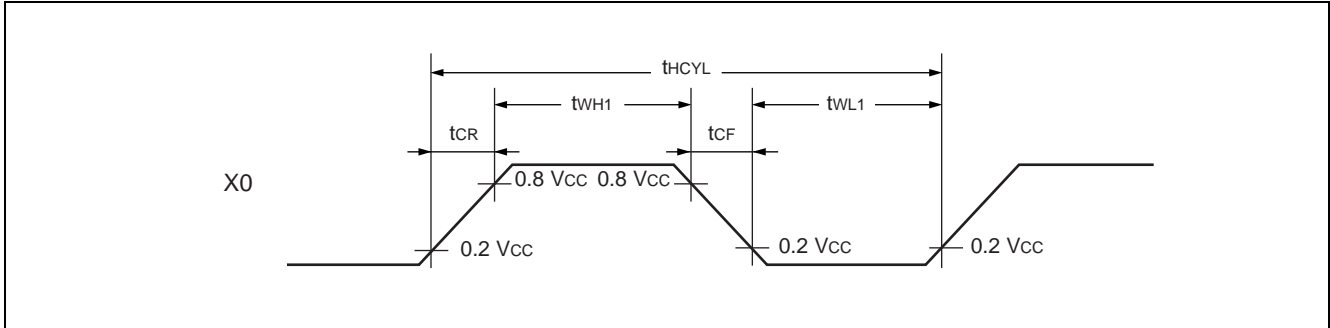 tHCYL
tWH1
tWL1
tCR
tCF
X0
0.8 VCC 0.8 VCC
0.2 VCC 0.2 VCC 0.2 VCC